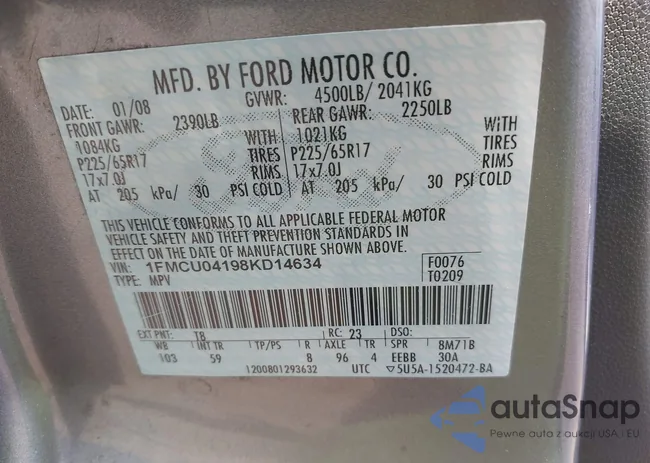 MFD. BY FORD MOTOR CO.
DATE: 01/08 GVWR: 4500LB/ 2041KG
FRONT GAWR: 2390LB REAR GAWR: 2250LB
1084KG WITH 1021KG WITH
P225/65R17 TIRES P225/65R17 TIRES
17x7.0J RIMS 17x7.0J RIMS
AT 205 kPa/ 30 PSI COLD AT 205 kPa/ 30 PSI COLD
THIS VEHICLE CONFORMS TO ALL APPLICABLE FEDERAL MOTOR
VEHICLE SAFETY AND THEFT PREVENTION STANDARDS IN
EFFECT ON THE DATE OF MANUFACTURE SHOWN ABOVE.
VIN: 1FMCU04198KD14634 F0076
TYPE: MPV T0209
EXT PNT: T8 RC: 23 DSO:
WB INT TR TP/PS R AXLE TR SPR 8M71B
103 59 8 96 4 EEBB 30A
1200801293632 UTC ▽5U5A-1520472-BA
Ford
autoSnap
Pewne auta z aukcji USA i EU